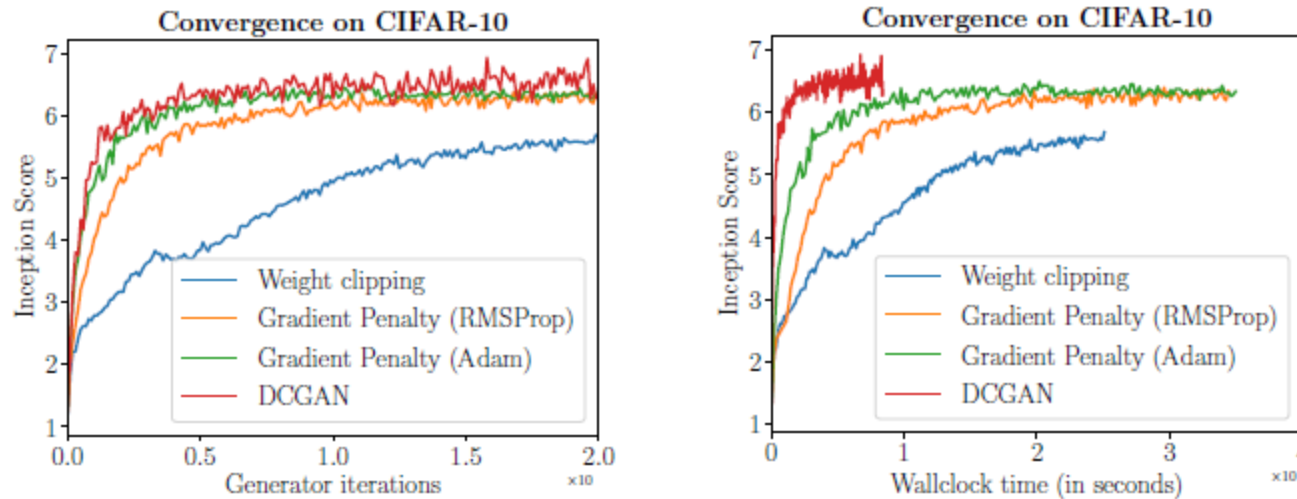 Convergence on CIFAR-10
7
6
5
4
3
2
1
Inception Score
Weight clipping
Gradient Penalty (RMSProp)
Gradient Penalty (Adam)
DCGAN
0.0 0.5 1.0 1.5 2.0
Generator iterations ×10
Convergence on CIFAR-10
7
6
5
4
3
2
1
Inception Score
Weight clipping
Gradient Penalty (RMSProp)
Gradient Penalty (Adam)
DCGAN
0 1 2 3
Wallclock time (in seconds) ×10